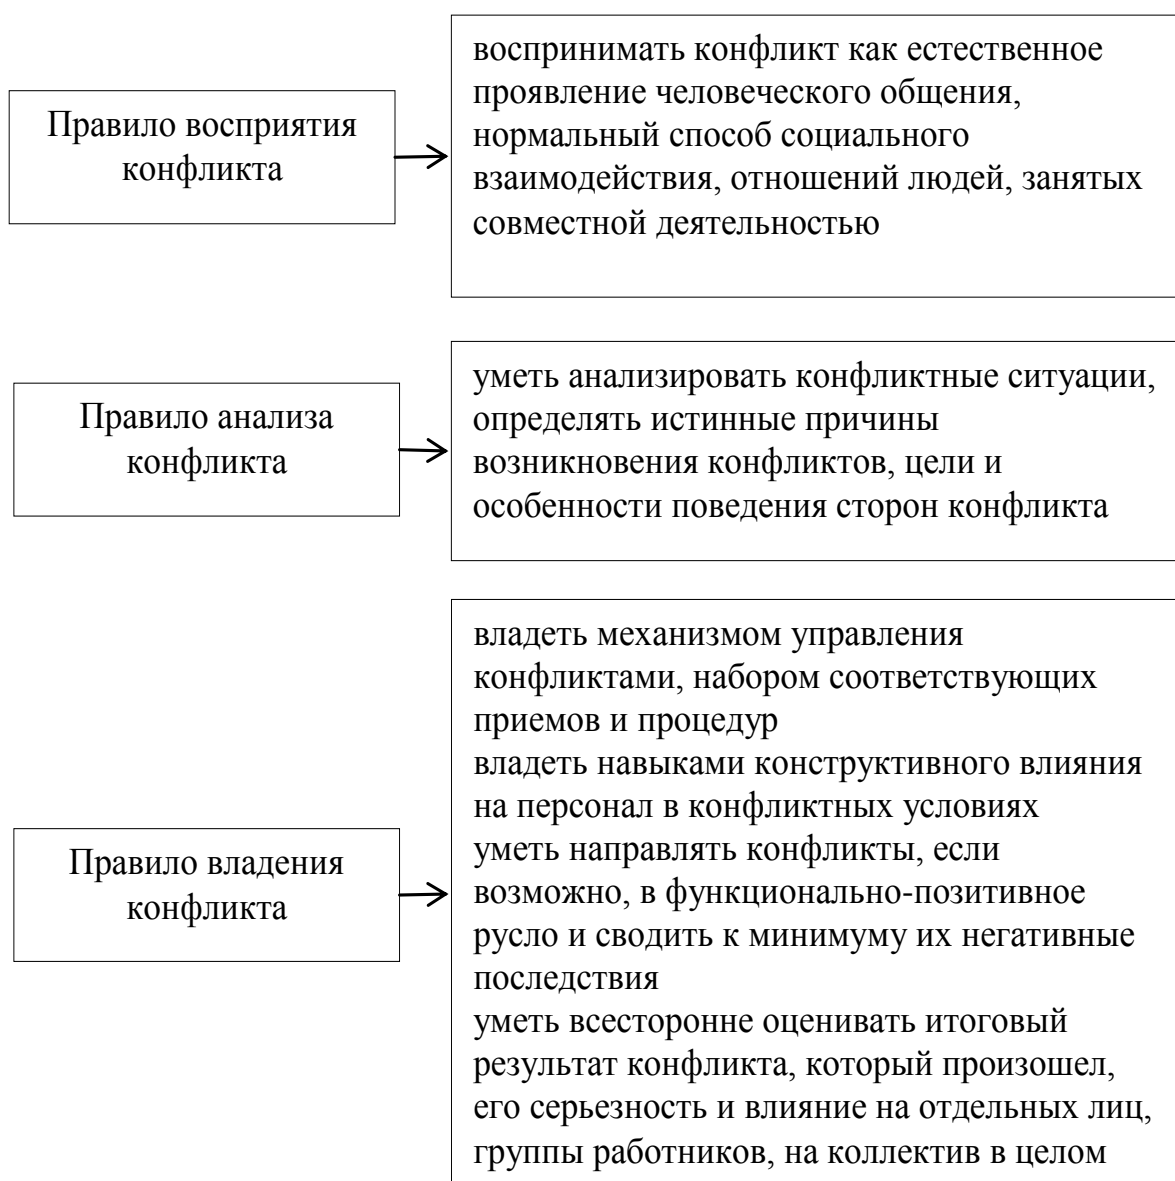 Правило восприятия
конфликта
воспринимать конфликт как естественное
проявление человеческого общения,
нормальный способ социального
взаимодействия, отношений людей, занятых
совместной деятельностью
Правило анализа
конфликта
уметь анализировать конфликтные ситуации,
определять истинные причины
возникновения конфликтов, цели и
особенности поведения сторон конфликта
Правило владения
конфликта
владеть механизмом управления
конфликтами, набором соответствующих
приемов и процедур
владеть навыками конструктивного влияния
на персонал в конфликтных условиях
уметь направлять конфликты, если
возможно, в функционально-позитивное
русло и сводить к минимуму их негативные
последствия
уметь всесторонне оценивать итоговый
результат конфликта, который произошел,
его серьезность и влияние на отдельных лиц,
группы работников, на коллектив в целом